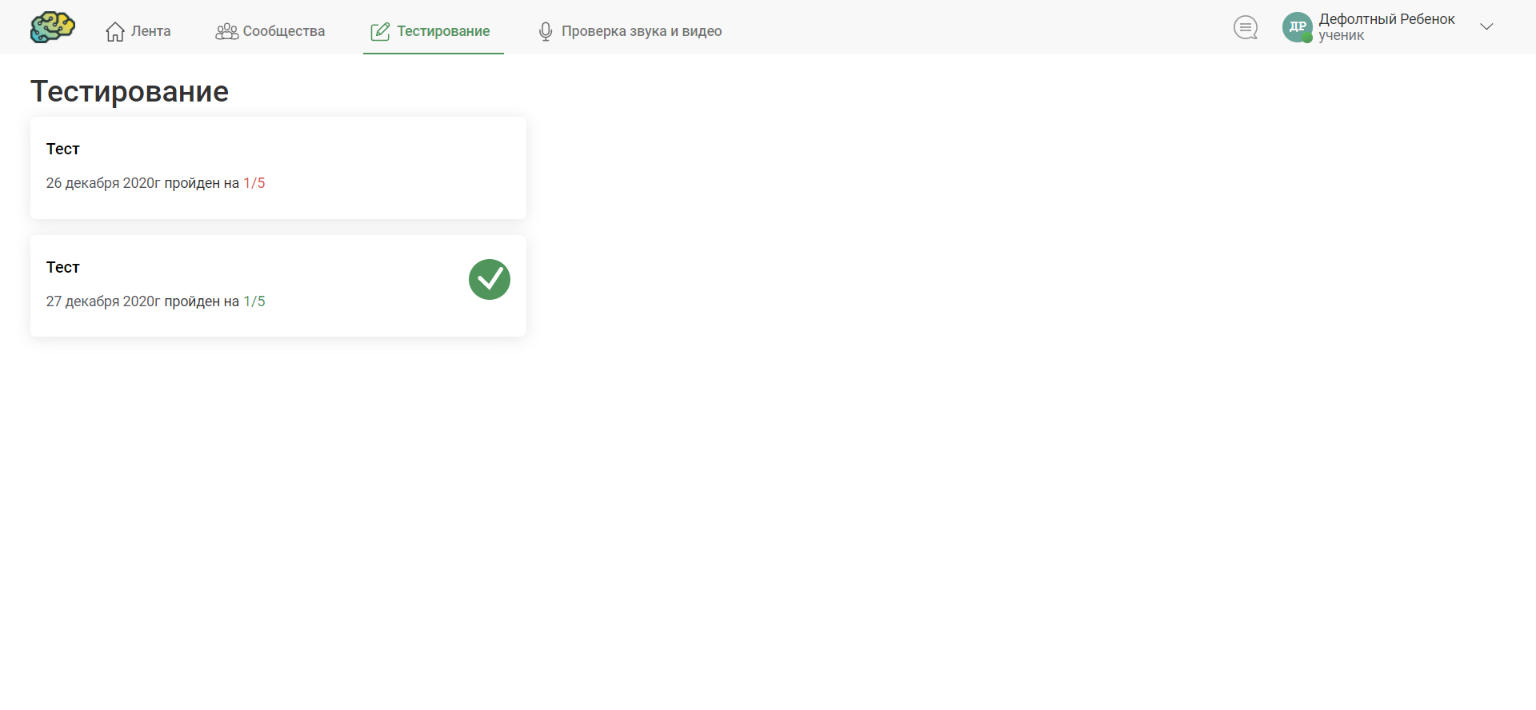 Лента Сообщества Тестирование Проверка звука и видео ДР Дефолтный Ребенок
ученик
Тестирование
Тест
26 декабря 2020г пройден на 1/5
Тест
27 декабря 2020г пройден на 1/5